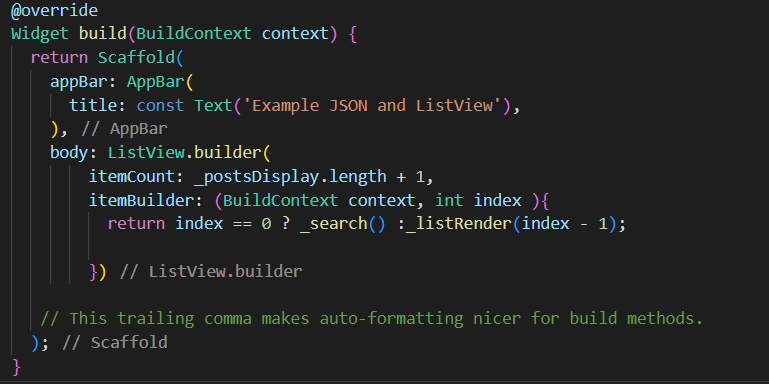 @override
Widget build(BuildContext context) {
  return Scaffold(
    appBar: AppBar(
      title: const Text('Example JSON and ListView'),
    ), // AppBar
    body: ListView.builder(
        itemCount: _postsDisplay.length + 1,
        itemBuilder: (BuildContext context, int index ){
          return index == 0 ? _search() :_listRender(index - 1);
        }) // ListView.builder
   // This trailing comma makes auto-formatting nicer for build methods.
  ); // Scaffold
}